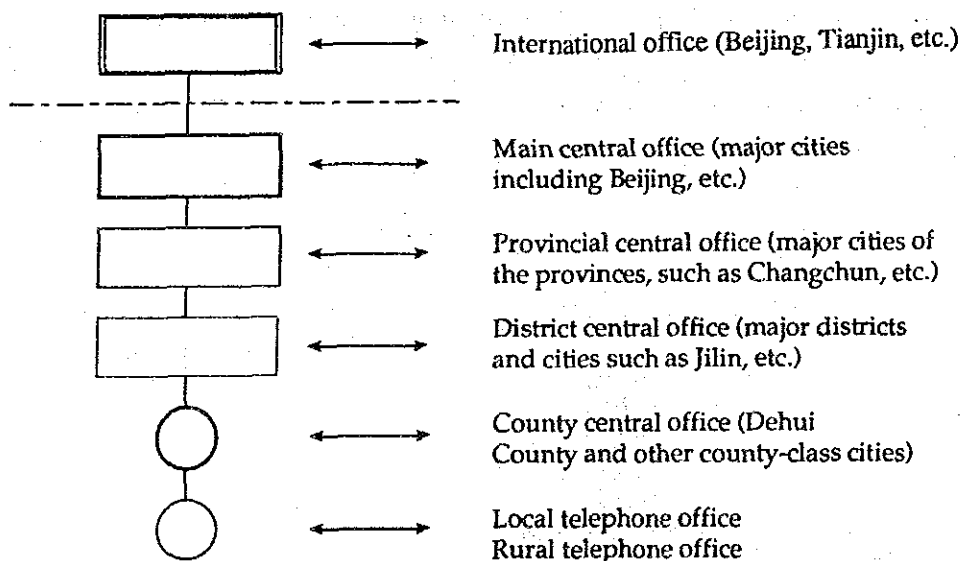 International office (Beijing, Tianjin, etc.)
Main central office (major cities
including Beijing, etc.)
Provincial central office (major cities of
the provinces, such as Changchun, etc.)
District central office (major districts
and cities such as Jilin, etc.)
County central office (Dehui
County and other county-class cities)
Local telephone office
Rural telephone office